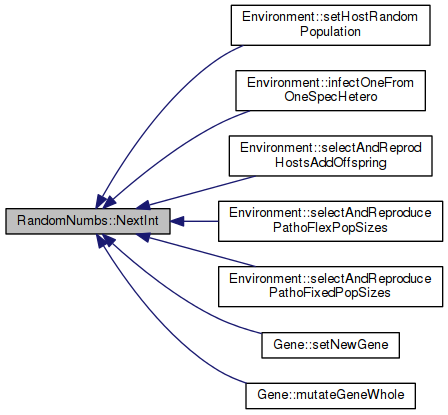 Environment::setHostRandom
Population
Environment::infectOneFrom
OneSpecHetero
Environment::selectAndReprod
HostsAddOffspring
RandomNumbs::NextInt
Environment::selectAndReproduce
PathoFlexPopSizes
Environment::selectAndReproduce
PathoFixedPopSizes
Gene::setNewGene
Gene::mutateGeneWhole